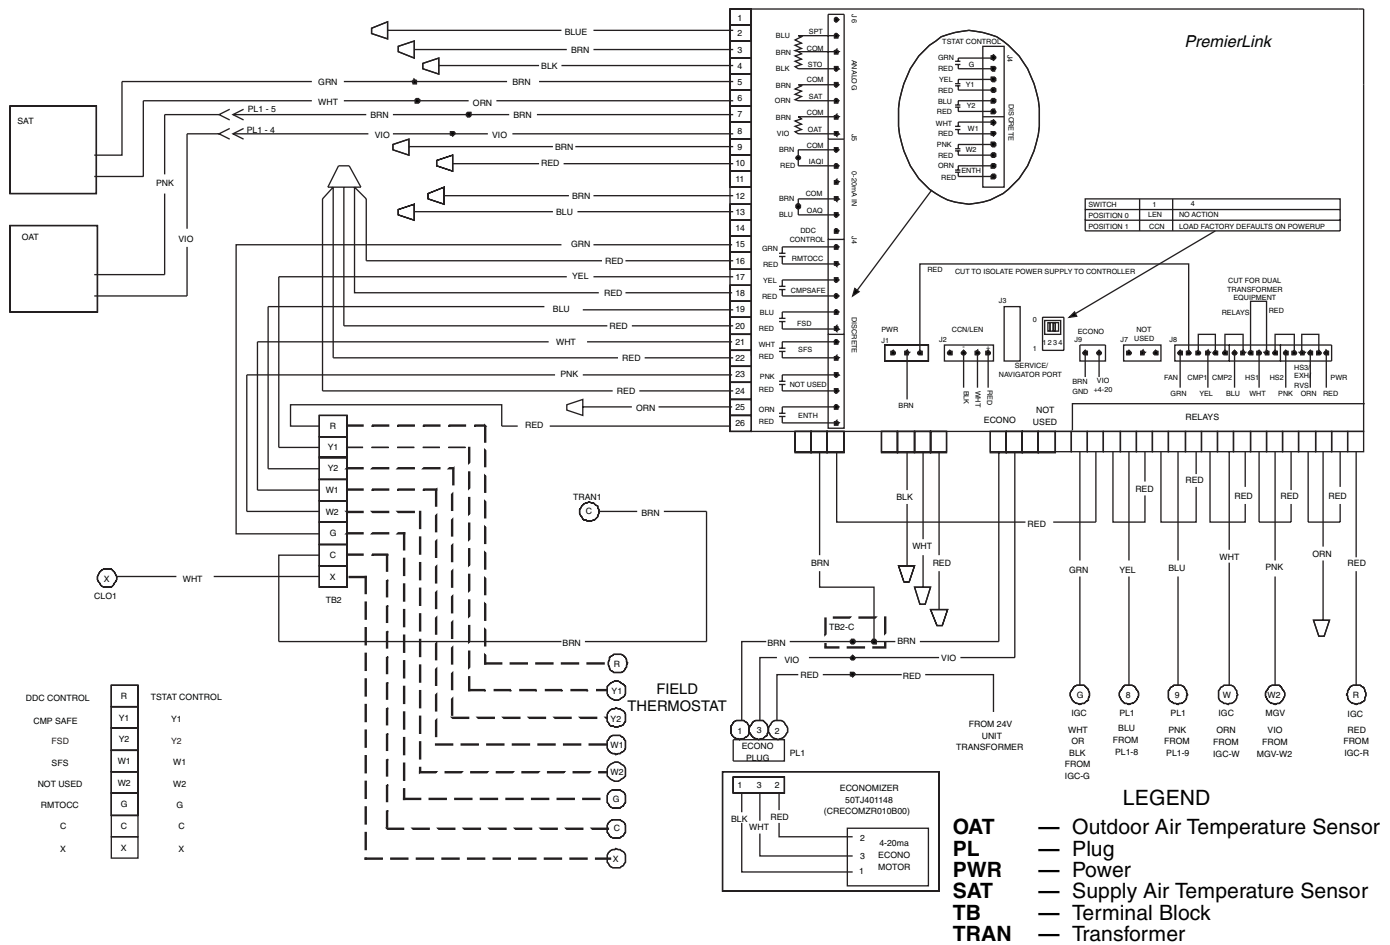 1
2
3
4
5
6
7
8
9
10
11
12
13
14
15
16
17
18
19
20
21
22
23
24
25
26
BLUE
BRN
BLK
GRN
BRN
WHT
ORN
PL1 - 5
BRN
BRN
PL1 - 4
VIO
VIO
BRN
RED
BRN
BLU
GRN
RED
YEL
RED
BLU
RED
WHT
RED
PNK
RED
ORN
RED
SAT
OAT
PNK
VIO
J6
BLU SPT
BRN COM
BLK STO
ANALOG
BRN COM
ORN SAT
BRN COM
VIO OAT
J5
BRN COM
RED IAQI
0-20mA IN
BRN COM
BLU OAQ
DDC
CONTROL
J4
GRN
RED RMTOCC
YEL
RED CMPSAFE
BLU
RED FSD
DISCRETE
WHT
RED SFS
PNK
RED NOT USED
ORN
RED ENTH
TSTAT CONTROL
J4
GRN
G
RED
YEL
Y1
RED
BLU
Y2
RED
DISCRETE
WHT
W1
RED
PNK
W2
RED
ORN
ENTH
RED
PremierLink
SWITCH 1 4
POSITION 0 LEN NO ACTION
POSITION 1 CCN LOAD FACTORY DEFAULTS ON POWERUP
RED
CUT TO ISOLATE POWER SUPPLY TO CONTROLLER
CUT FOR DUAL
TRANSFORMER
EQUIPMENT
RELAYS
RED
PWR
J1
BRN
CCN/LEN
J2
- +
BLK
WHT
RED
J3
SERVICE/
NAVIGATOR PORT
0
1
1 2 3 4
ECONO
J9
BRN
GND
VIO
+4-20
NOT
USED
J7
J8
FAN CMP1 CMP2 HS1 HS2 HS3/
EXH/
RVS
PWR
GRN YEL BLU WHT PNK ORN RED
ECONO
NOT
USED
RELAYS
R
Y1
Y2
W1
W2
G
C
X
TB2
TRAN1
C
BRN
X
CLO1
WHT
BRN
R
Y1
Y2
W1
W2
G
C
X
FIELD
THERMOSTAT
BLK
WHT
RED
BRN
RED
RED
RED
RED
RED
RED
GRN
YEL
BLU
WHT
PNK
ORN
RED
TB2-C
BRN
BRN
VIO
VIO
RED
RED
FROM 24V
UNIT
TRANSFORMER
1 3 2
ECONO
PLUG
PL1
G
IGC
WHT
OR
BLK
FROM
IGC-G
8
PL1
BLU
FROM
PL1-8
9
PL1
PNK
FROM
PL1-9
W
IGC
ORN
FROM
IGC-W
W2
MGV
VIO
FROM
MGV-W2
R
IGC
RED
FROM
IGC-R
DDC CONTROL R TSTAT CONTROL
CMP SAFE Y1 Y1
FSD Y2 Y2
SFS W1 W1
NOT USED W2 W2
RMTOCC G G
C C C
X X X
1 3 2
BLK
WHT
RED
ECONOMIZER
50TJ401148
(CRECOMZR010B00)
2
3
1
4-20ma
ECONO
MOTOR
LEGEND
OAT — Outdoor Air Temperature Sensor
PL — Plug
PWR — Power
SAT — Supply Air Temperature Sensor
TB — Terminal Block
TRAN — Transformer